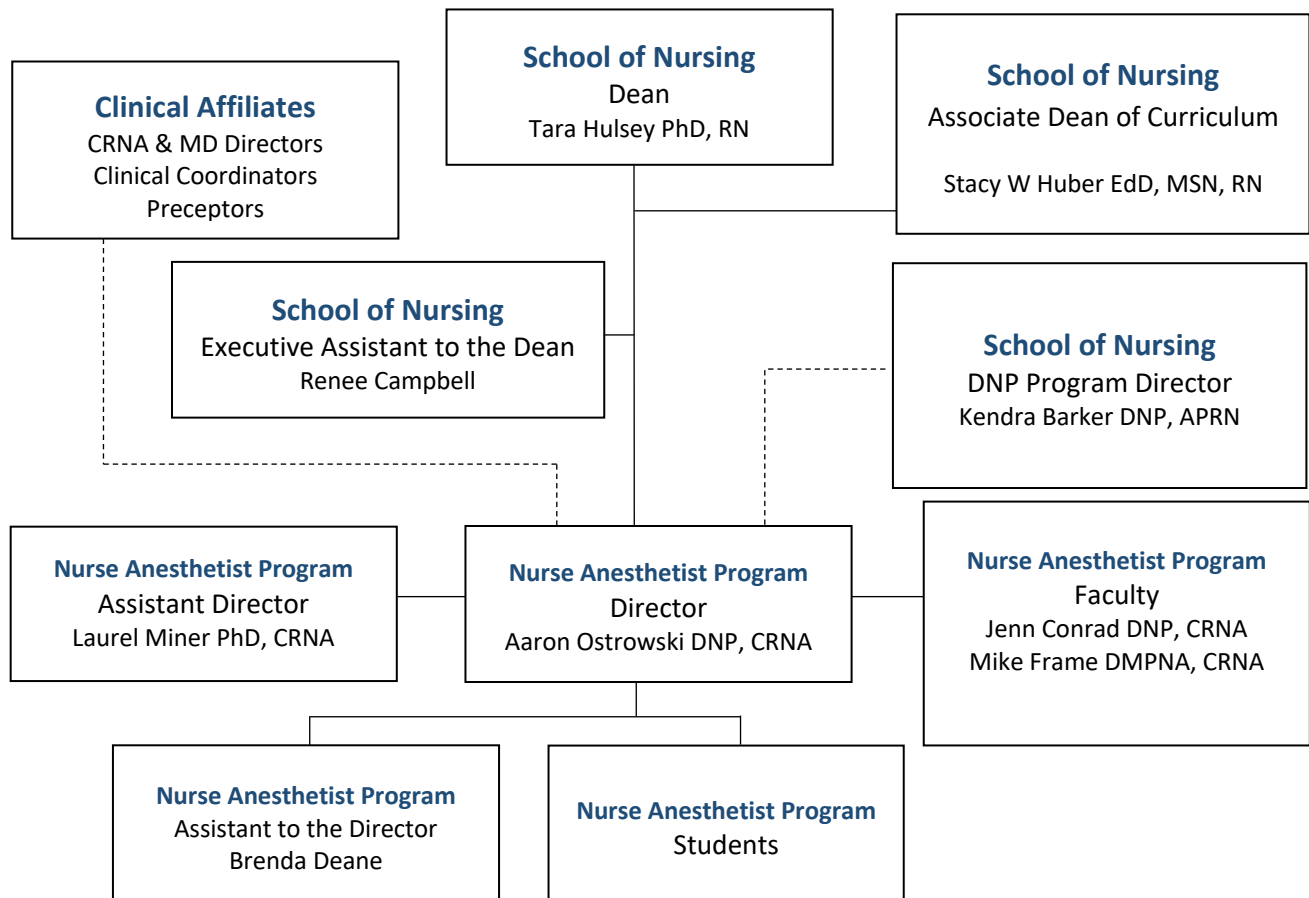 School of Nursing
Dean
Tara Hulsey PhD, RN
School of Nursing
Associate Dean of Curriculum
Stacy W Huber EdD, MSN, RN
Clinical Affiliates
CRNA & MD Directors
Clinical Coordinators
Preceptors
School of Nursing
Executive Assistant to the Dean
Renee Campbell
School of Nursing
DNP Program Director
Kendra Barker DNP, APRN
Nurse Anesthetist Program
Assistant Director
Laurel Miner PhD, CRNA
Nurse Anesthetist Program
Director
Aaron Ostrowski DNP, CRNA
Nurse Anesthetist Program
Faculty
Jenn Conrad DNP, CRNA
Mike Frame DMPNA, CRNA
Nurse Anesthetist Program
Assistant to the Director
Brenda Deane
Nurse Anesthetist Program
Students